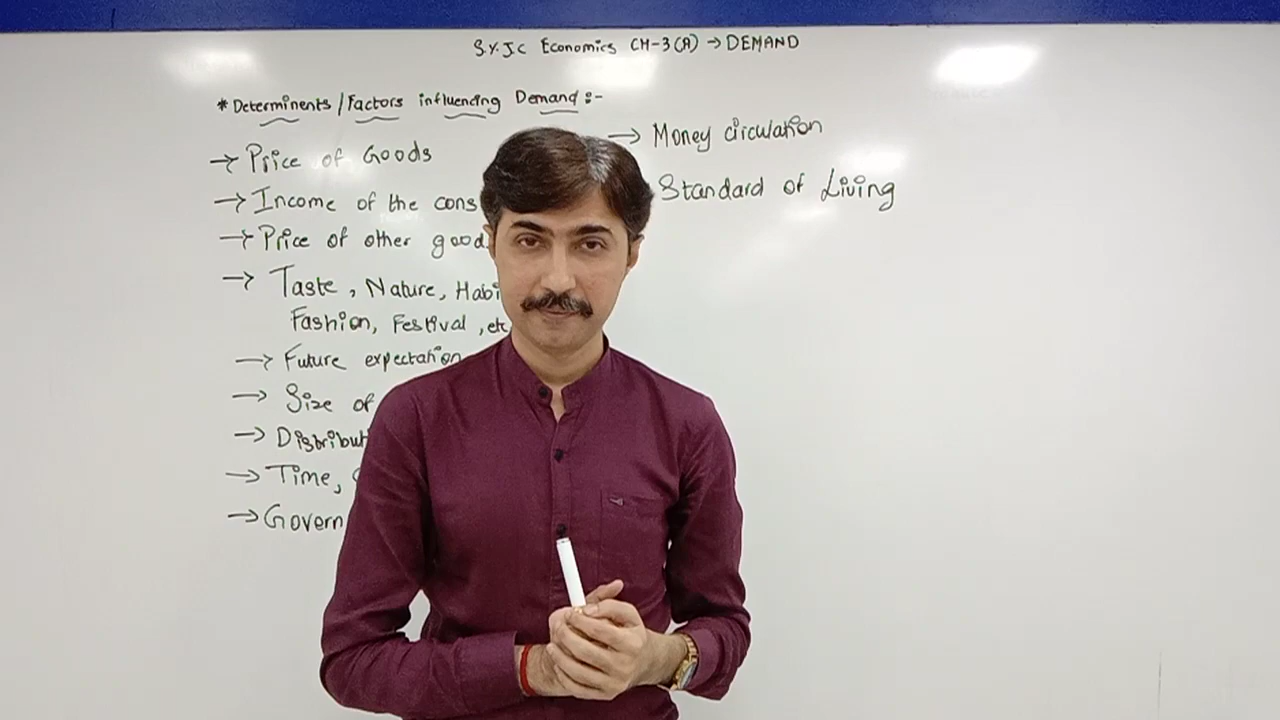 S.Y.J.C Economics CH-3(A) → DEMAND
* Determinents / Factors influencing Demand :-
→ Price of Goods
→ Income of the cons
→ Price of other good
→ Taste, Nature, Habi
Fashion, Festival, etc
→ Future expectation
→ Size of
→ Distribut
→ Time,
→ Govern
→ Money circulation
Standard of Living